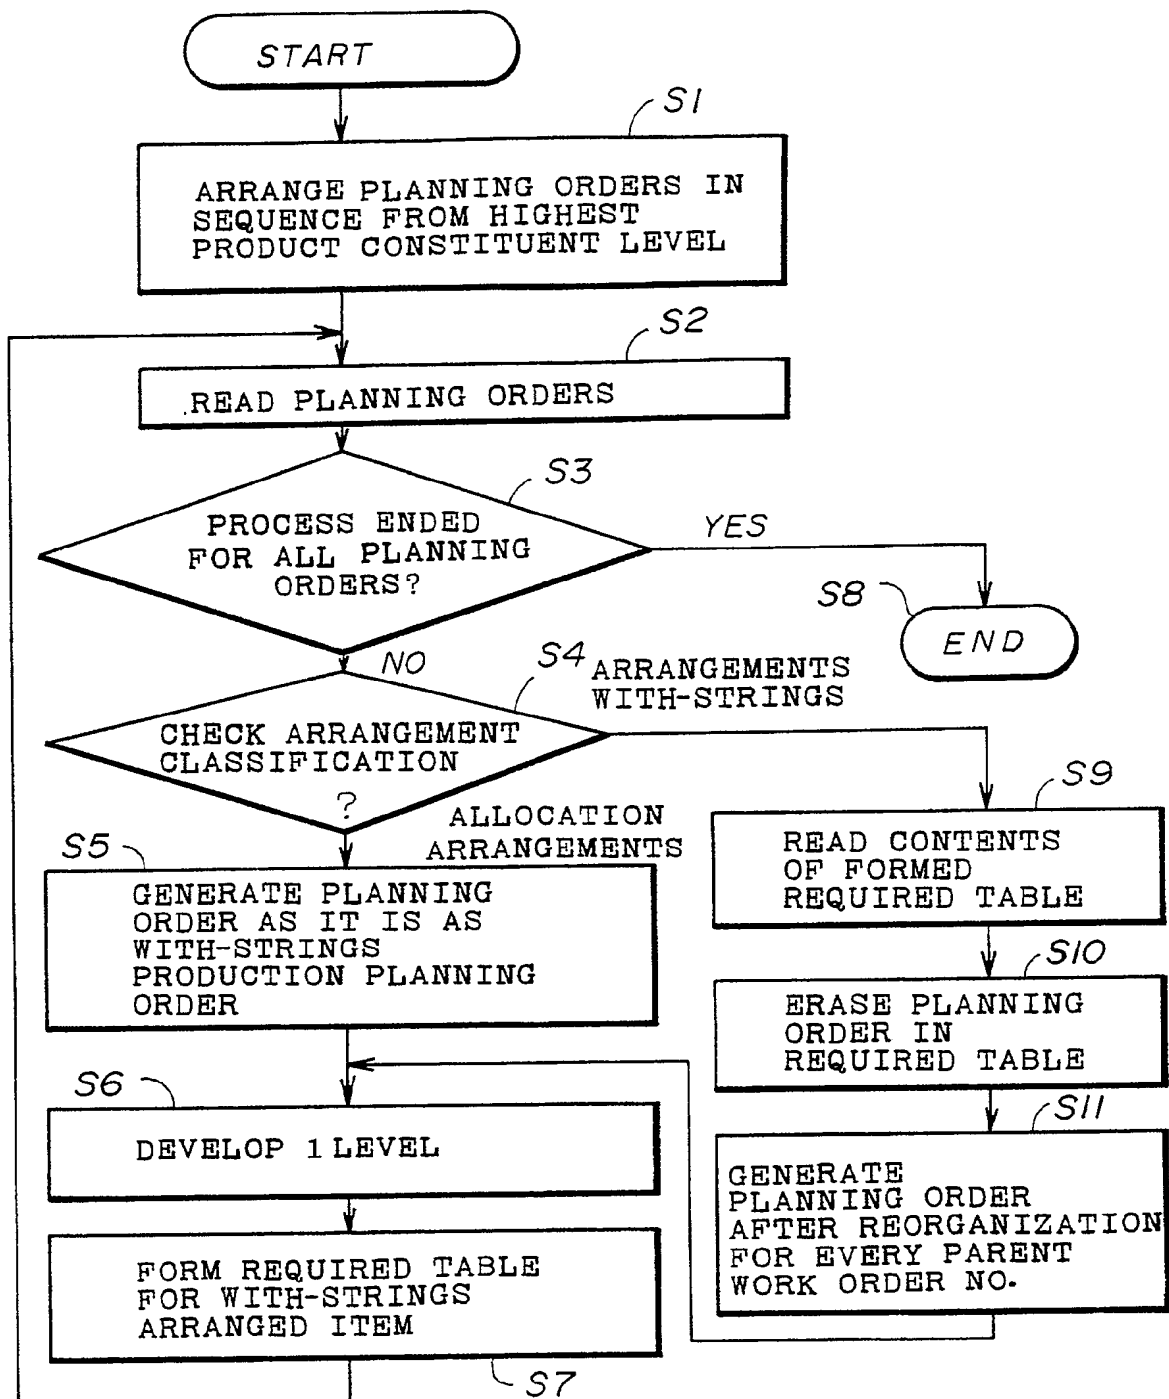 START
S1
ARRANGE PLANNING ORDERS IN
SEQUENCE FROM HIGHEST
PRODUCT CONSTITUENT LEVEL
S2
READ PLANNING ORDERS
S3
PROCESS ENDED
FOR ALL PLANNING
ORDERS?
YES
S8
END
NO
S4
ARRANGEMENTS
WITH-STRINGS
CHECK ARRANGEMENT
CLASSIFICATION
?
ALLOCATION
ARRANGEMENTS
S5
GENERATE PLANNING
ORDER AS IT IS AS
WITH-STRINGS
PRODUCTION PLANNING
ORDER
S9
READ CONTENTS
OF FORMED
REQUIRED TABLE
S10
ERASE PLANNING
ORDER IN
REQUIRED TABLE
S6
DEVELOP 1 LEVEL
S11
GENERATE
PLANNING ORDER
AFTER REORGANIZATION
FOR EVERY PARENT
WORK ORDER NO.
FORM REQUIRED TABLE
FOR WITH-STRINGS
ARRANGED ITEM
S7